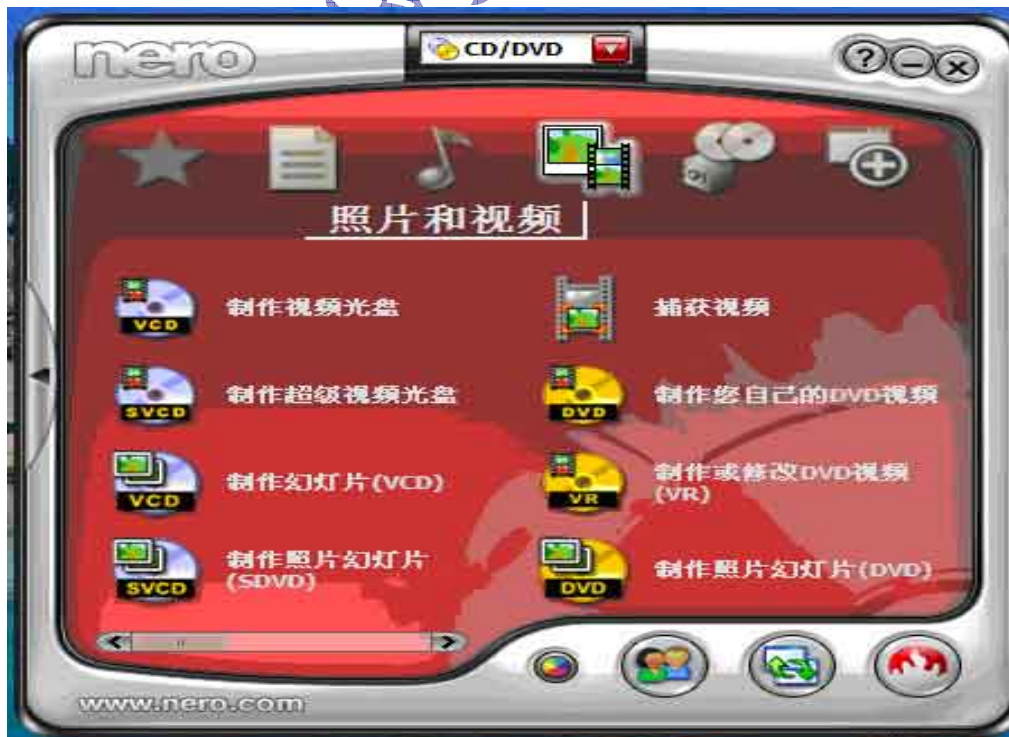 nero
CD/DVD
照片和视频
制作视频光盘
捕获视频
VCD
制作超级视频光盘
制作您自己的DVD视频
SVCD
DVD
制作幻灯片(VCD)
制作或修改DVD视频
(VR)
VCD
VR
制作照片幻灯片
(SDVD)
制作照片幻灯片(DVD)
SVCD
DVD
www.nero.com